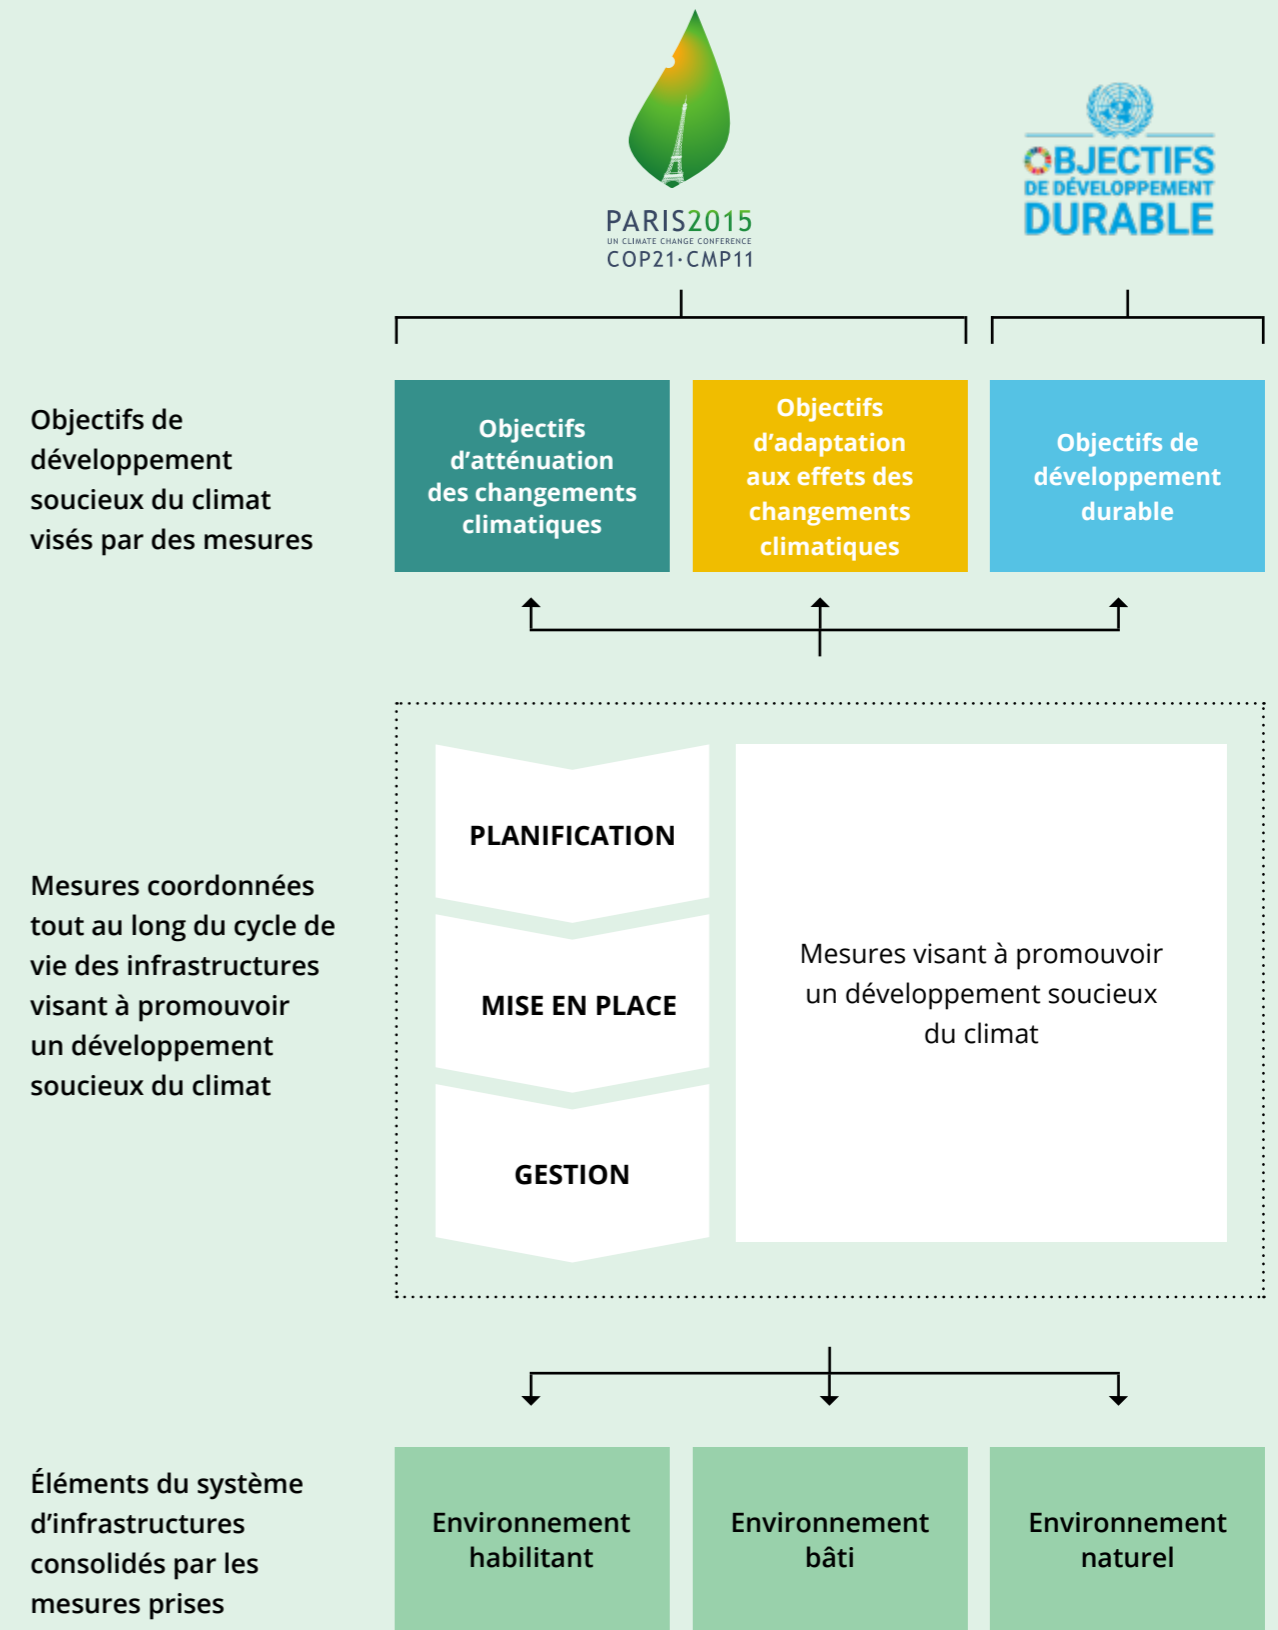 PARIS2015
UN CLIMATE CHANGE CONFERENCE
COP21·CMP11
OBJECTIFS
DE DÉVELOPPEMENT
DURABLE
Objectifs de
développement
soucieux du climat
visés par des mesures
Objectifs
d’atténuation
des changements
climatiques
Objectifs
d’adaptation
aux effets des
changements
climatiques
Objectifs de
développement
durable
Mesures coordonnées
tout au long du cycle de
vie des infrastructures
visant à promouvoir
un développement
soucieux du climat
PLANIFICATION
MISE EN PLACE
GESTION
Mesures visant à promouvoir
un développement soucieux
du climat
Éléments du système
d’infrastructures
consolidés par les
mesures prises
Environnement
habilitant
Environnement
bâti
Environnement
naturel